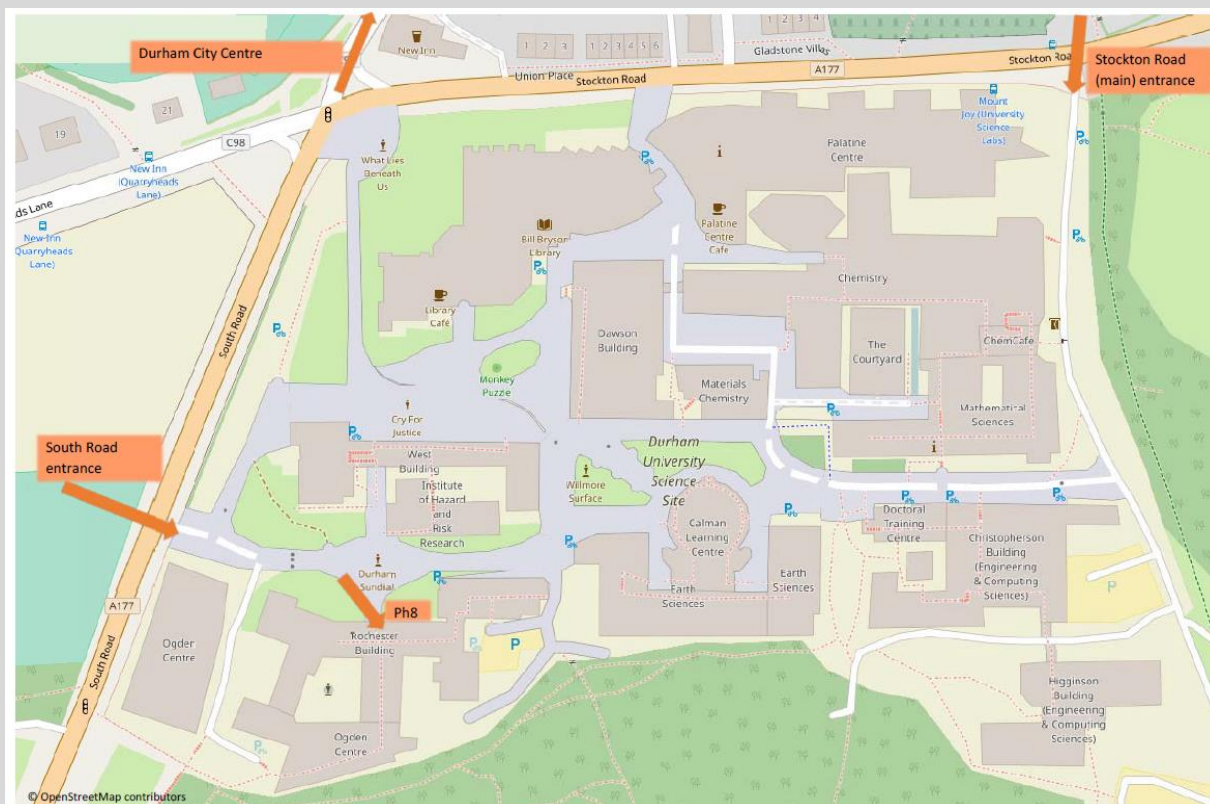 Durham City Centre
New Inn
1 2 3
1 2 3 4 5 6
1 2 3 4
Gladstone Villas
Union Place
Stockton Road
A177
Stockton Road
Stockton Road
(main) entrance
21
19
C98
New Inn
(Quarryheads
Lane)
ds Lane
New Inn
(Quarryheads
Lane)
What Lies
Beneath
Us
Mount
Joy (University
Science
Labs)
Palatine
Centre
Bill Bryson
Library
Palatine
Centre
Cafe
Library
Café
Chemistry
South Road
Dawson
Building
The
Courtyard
ChemCafe
Monkey
Puzzle
Materials
Chemistry
Mathematical
Sciences
Cry For
Justice
South Road
entrance
West
Building
Institute
of Hazard
and
Risk
Research
Willmore
Surface
Durham
University
Science
Site
Calman
Learning
Centre
Doctoral
Training
Centre
Christopherson
Building
(Engineering
& Computing
Sciences)
Durham
Sundial
Earth
Sciences
Earth
Sciences
P
A177
Ph8
Rochester
Building
P
Ogden
Centre
South Road
Higginson
Building
(Engineering
& Computing
Sciences)
Ogden
Centre
© OpenStreetMap contributors